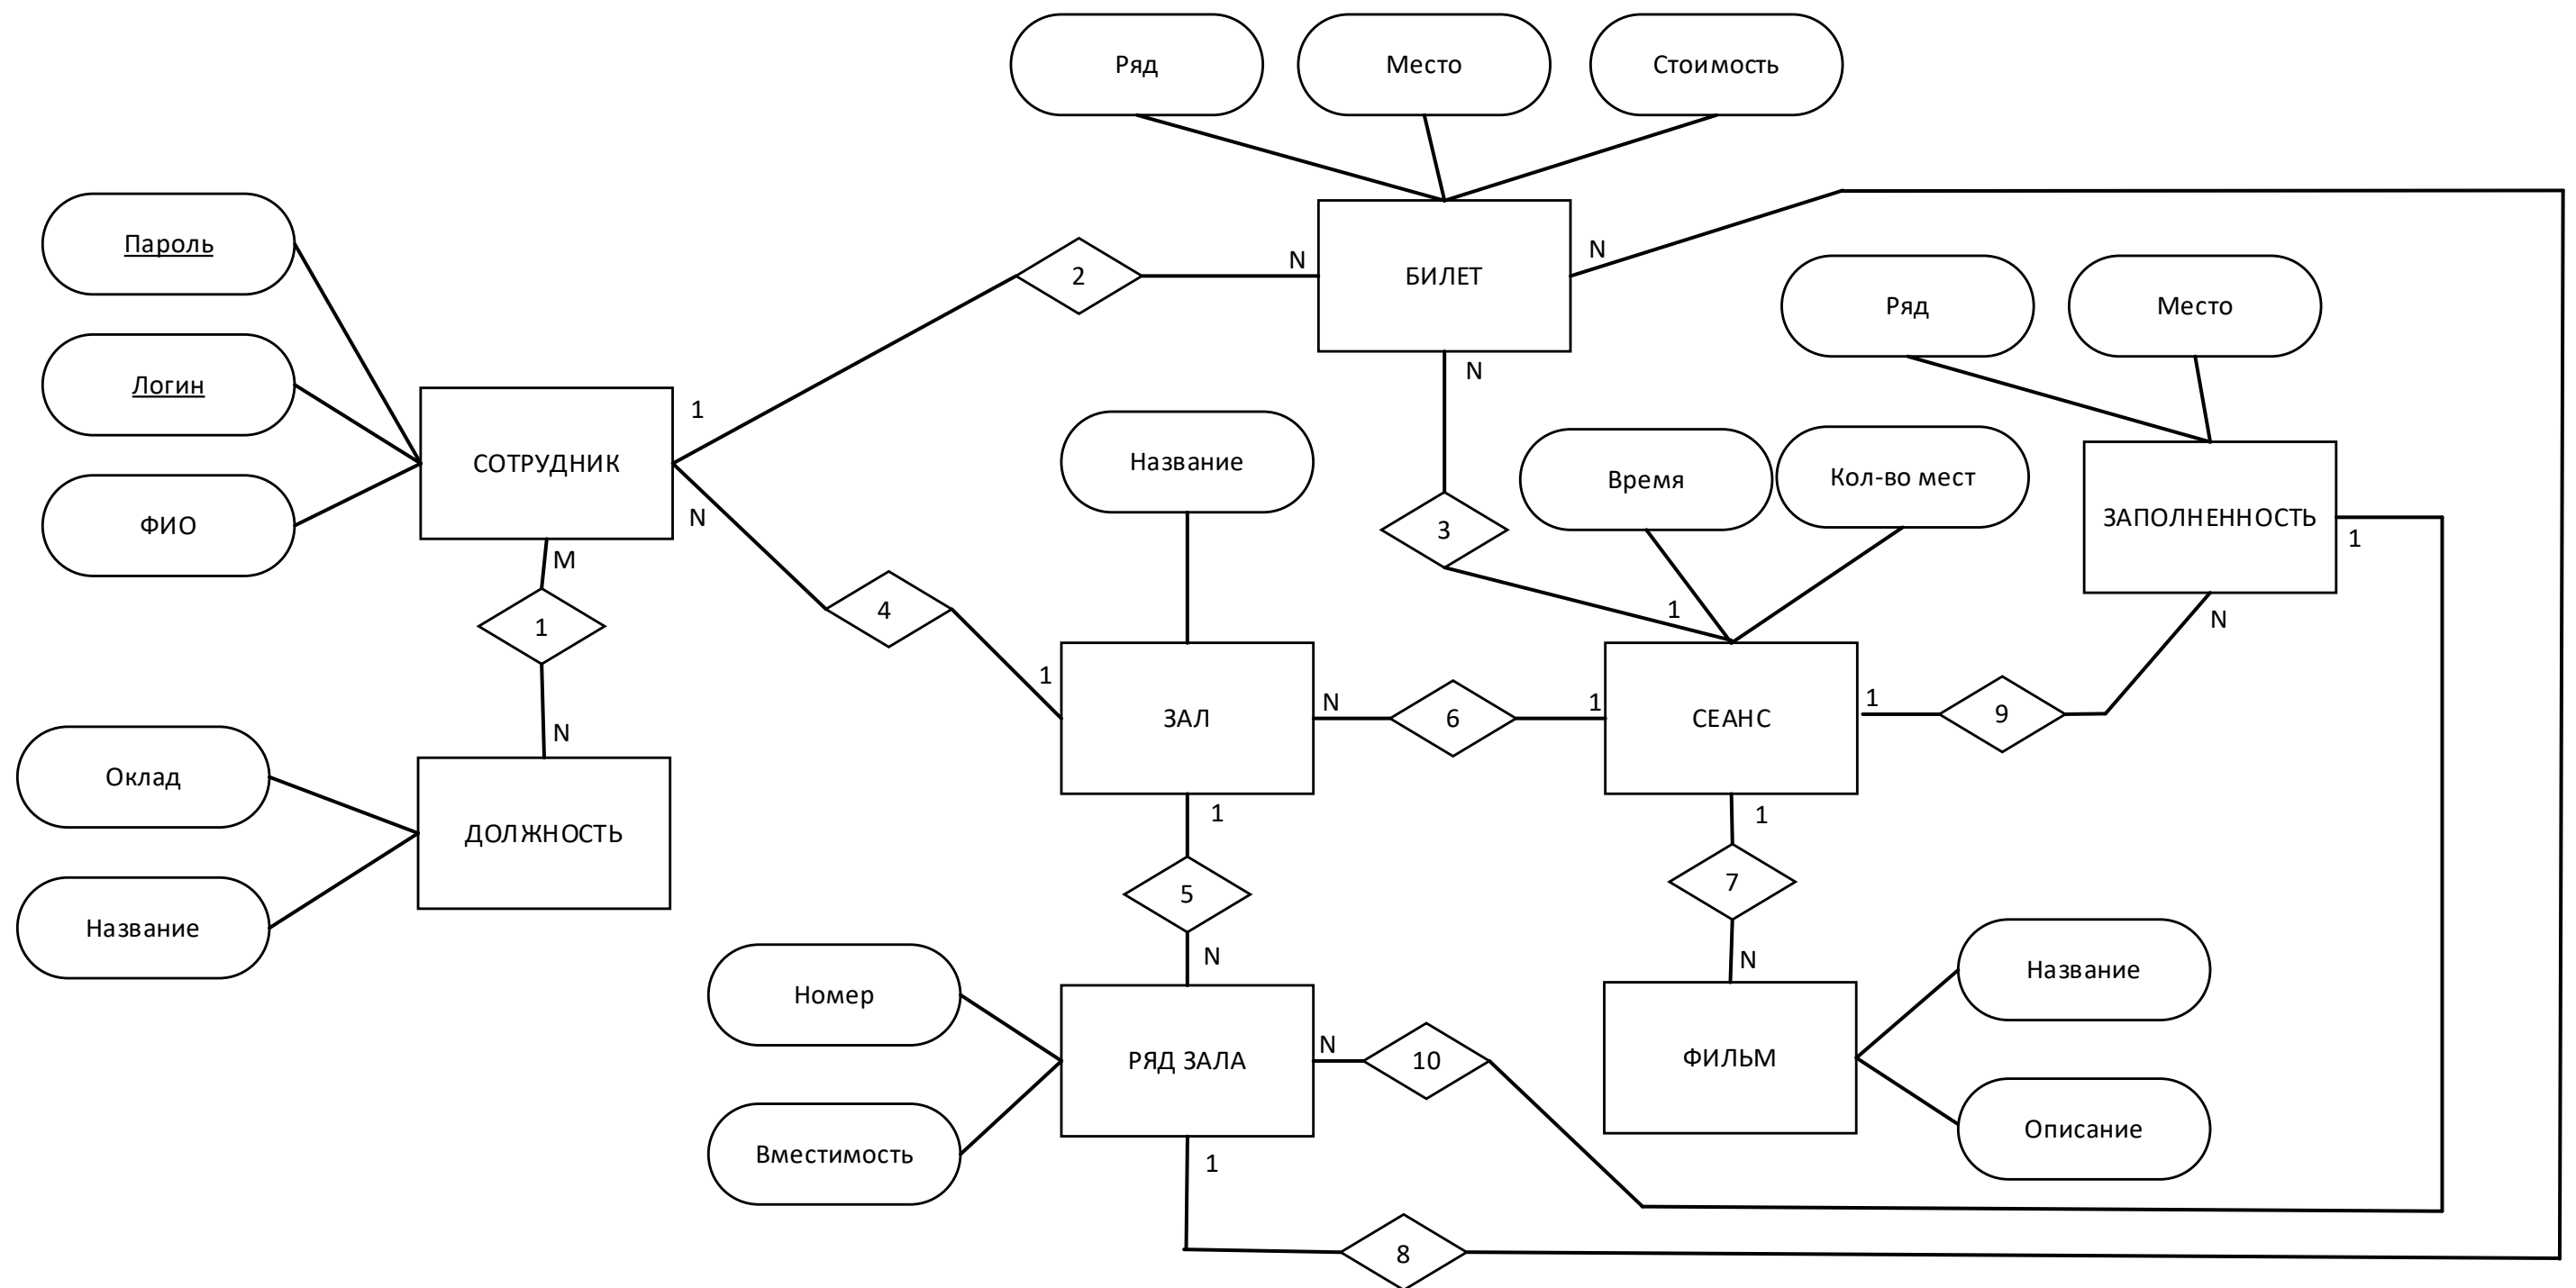 Ряд
Место
Стоимость
Пароль
Логин
ФИО
2
N
БИЛЕТ
N
Ряд
Место
N
1
СОТРУДНИК
N
M
1
N
Оклад
Название
ДОЛЖНОСТЬ
Название
3
Время
Кол-во мест
ЗАПОЛНЕННОСТЬ
1
N
4
1
1
ЗАЛ
N
6
1
СЕАНС
1
9
1
5
N
1
7
N
Номер
Вместимость
РЯД ЗАЛА
N
10
ФИЛЬМ
Название
Описание
1
8